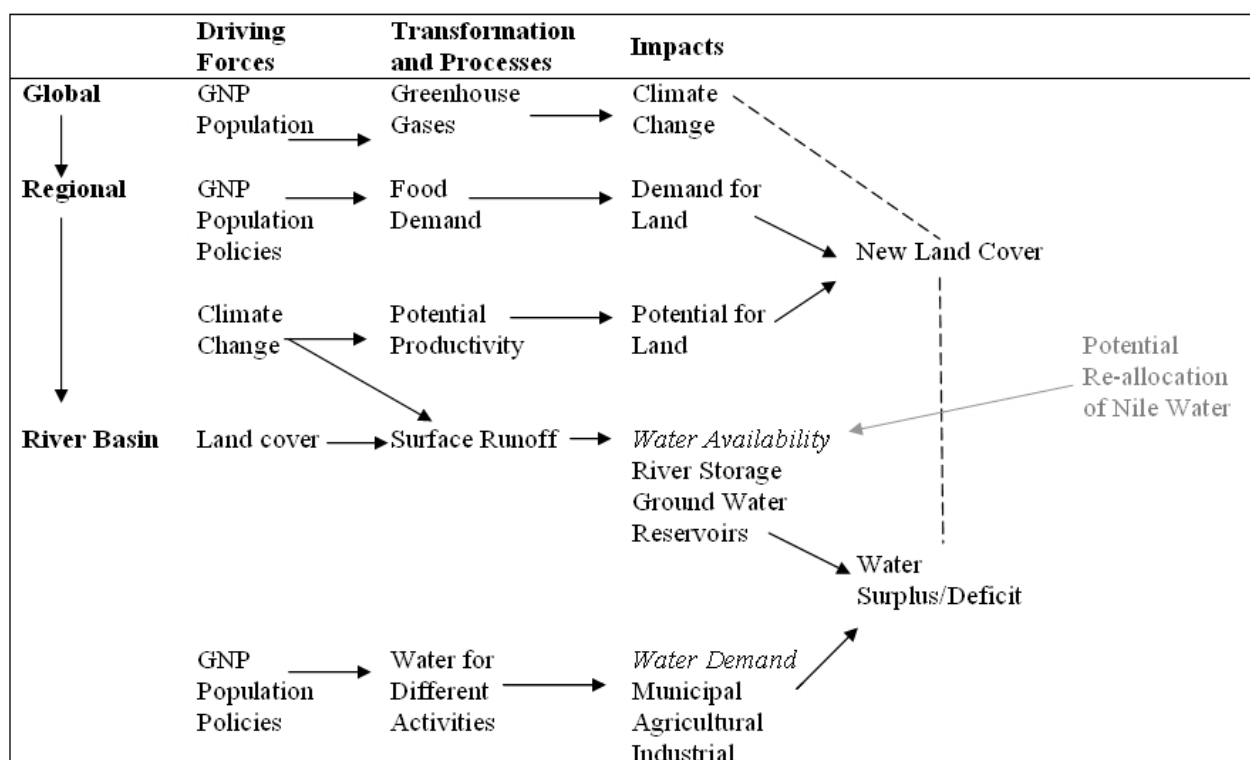 Driving Forces
Transformation and Processes
Impacts
Global
GNP
Population
Greenhouse
Gases
Climate
Change
Regional
GNP
Population
Policies
Food
Demand
Demand for
Land
New Land Cover
Climate
Change
Potential
Productivity
Potential for
Land
Potential
Re-allocation
of Nile Water
River Basin
Land cover
Surface Runoff
Water Availability
River Storage
Ground Water
Reservoirs
Water
Surplus/Deficit
GNP
Population
Policies
Water for
Different
Activities
Water Demand
Municipal
Agricultural
Industrial